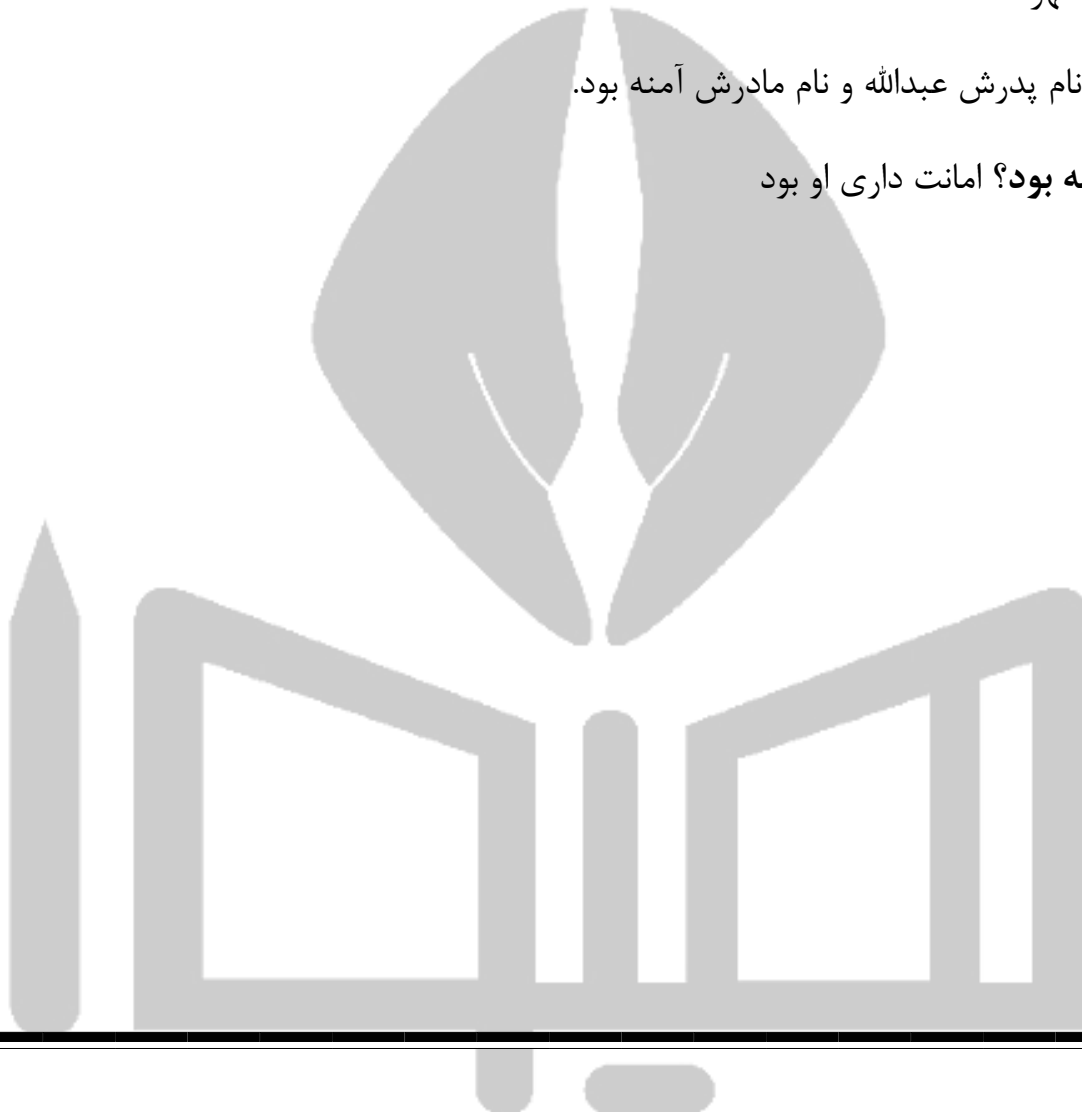 نام پدرش عبدالله و نام مادرش آمنه بود.
بود؟ امانت داری او بود